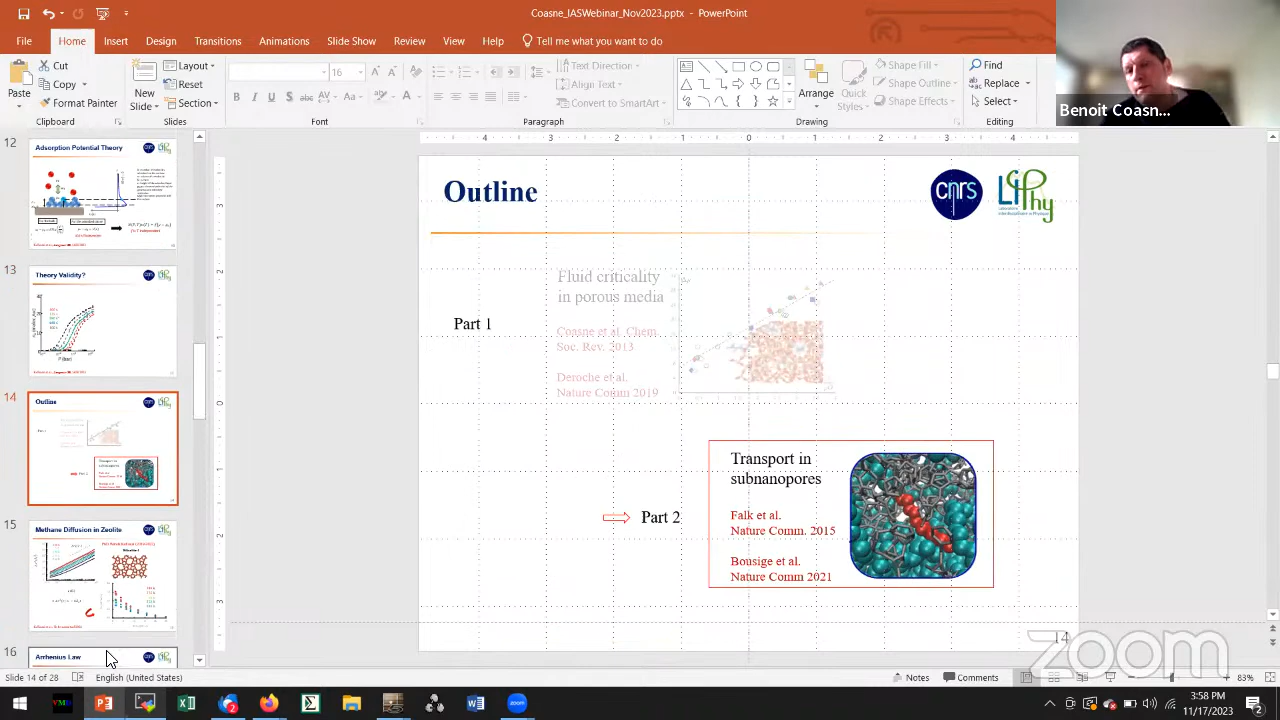 Coasne_IASWebinar_Nov2023.pptx - PowerPoint
File Home Insert Design Transitions Animations Slide Show Review View Help Tell me what you want to do
Paste
Cut
Copy
Format Painter
Clipboard
New
Slide
Layout
Reset
Section
Slides
16
Font
Paragraph
Text Direction
Align Text
Convert to SmartArt
Arrange
Quick
Styles
Shape Fill
Shape Outline
Shape Effects
Drawing
Find
Replace
Select
Editing
Benoit Coasn...
12
Adsorption Potential Theory
13
Theory Validity?
14
Outline
15
Methane Diffusion in Zeolite
16
Arrhenius Law
Outline
cnrs
LIPhy
Part 1
Fluid criticality
in porous media
Coasne et al. Chem.
Soc. Rev. 2013
Deroche et al.
Nature Comm 2019
Part 2
Transport in
subnanopores
Falk et al.
Nature Comm. 2015
Bousige et al.
Nature Comm 2021
14
zoom
Slide 14 of 28 English (United States) Notes Comments 83%
3:58 PM
11/17/2023